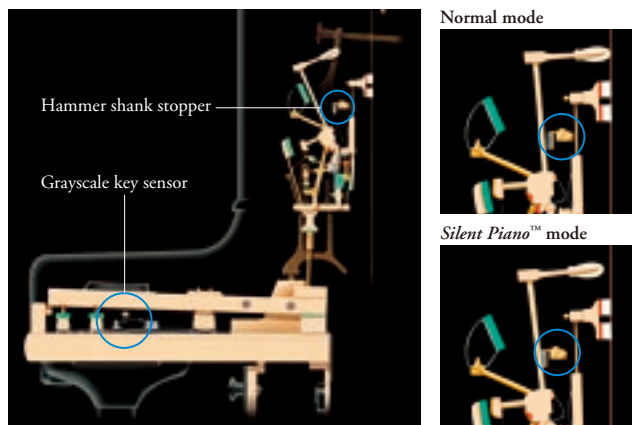 Normal mode
Hammer shank stopper
Grayscale key sensor
Silent Piano™ mode